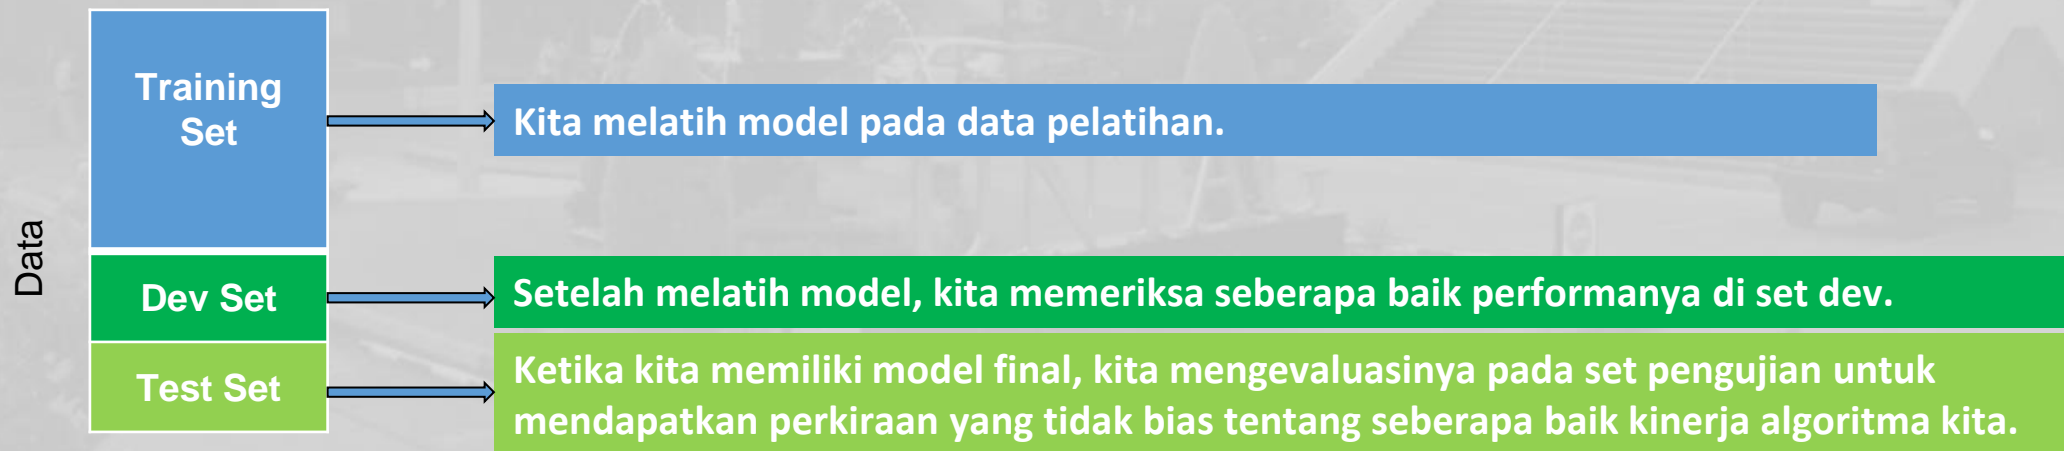 Data
Training
Set
Kita melatih model pada data pelatihan.
Dev Set
Setelah melatih model, kita memeriksa seberapa baik performanya di set dev.
Test Set
Ketika kita memiliki model final, kita mengevaluasinya pada set pengujian untuk
mendapatkan perkiraan yang tidak bias tentang seberapa baik kinerja algoritma kita.